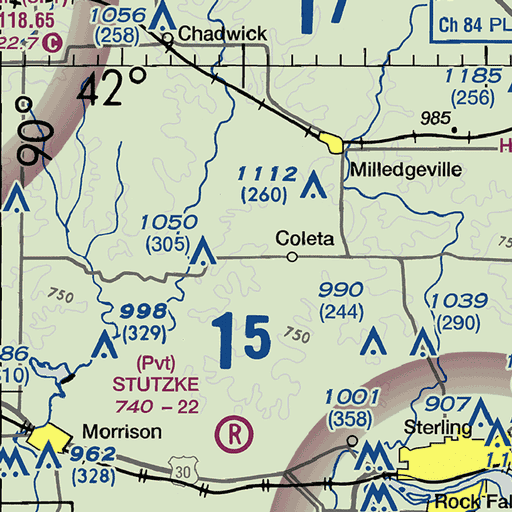 118.65
22.7 C
1056
(258)
Chadwick
Ch 84 PL
42°
1185
(256)
985
90
Milledgeville
1112
(260)
1050
(305)
Coleta
750
998
(329)
15
750
990
(244)
1039
(290)
86
10)
(Pvt)
STUTZKE
740 - 22
R
1001
(358)
907
Sterling
Morrison
962
(328)
30
Rock Fal